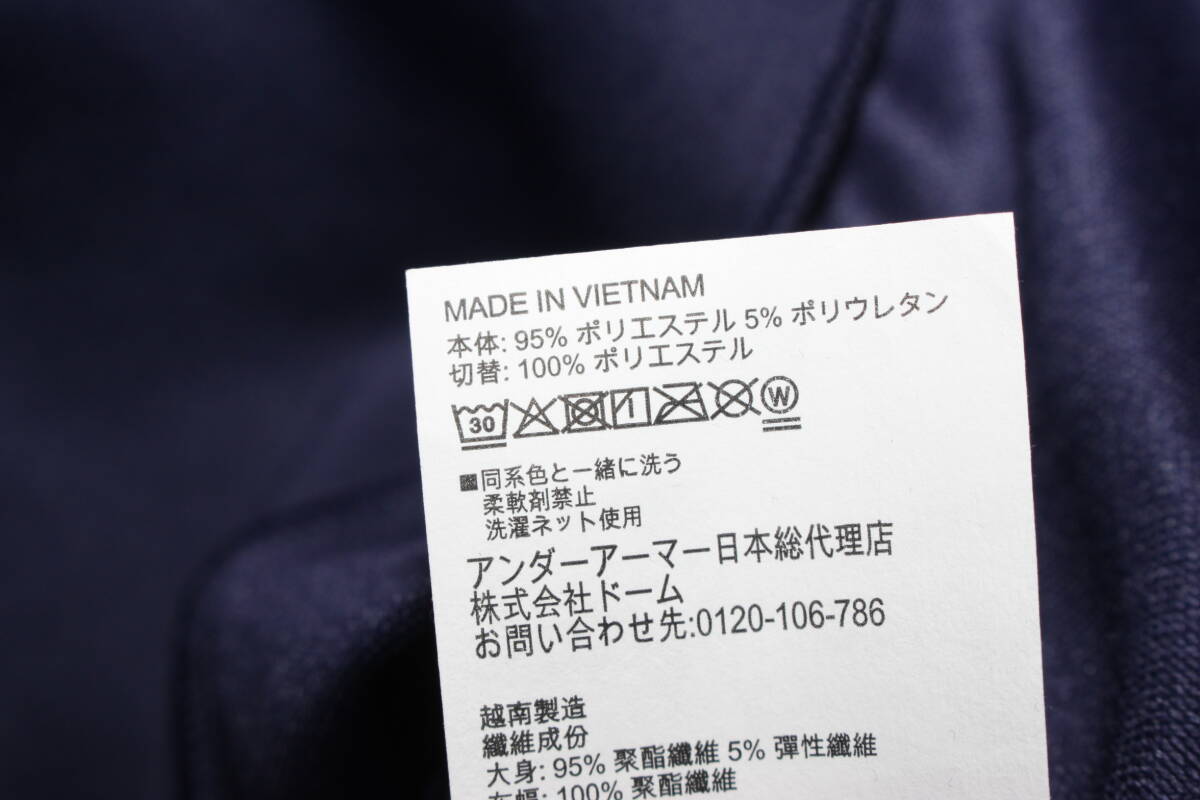 MADE IN VIETNAM
本体: 95% ポリエステル 5% ポリウレタン
切替: 100% ポリエステル
30 W
■同系色と一緒に洗う
柔軟剤禁止
洗濯ネット使用
アンダーアーマー日本総代理店
株式会社ドーム
お問い合わせ先:0120-106-786
越南製造
纖維成份
大身: 95% 聚酯纖維 5% 彈性纖維
100% 聚酯纖維